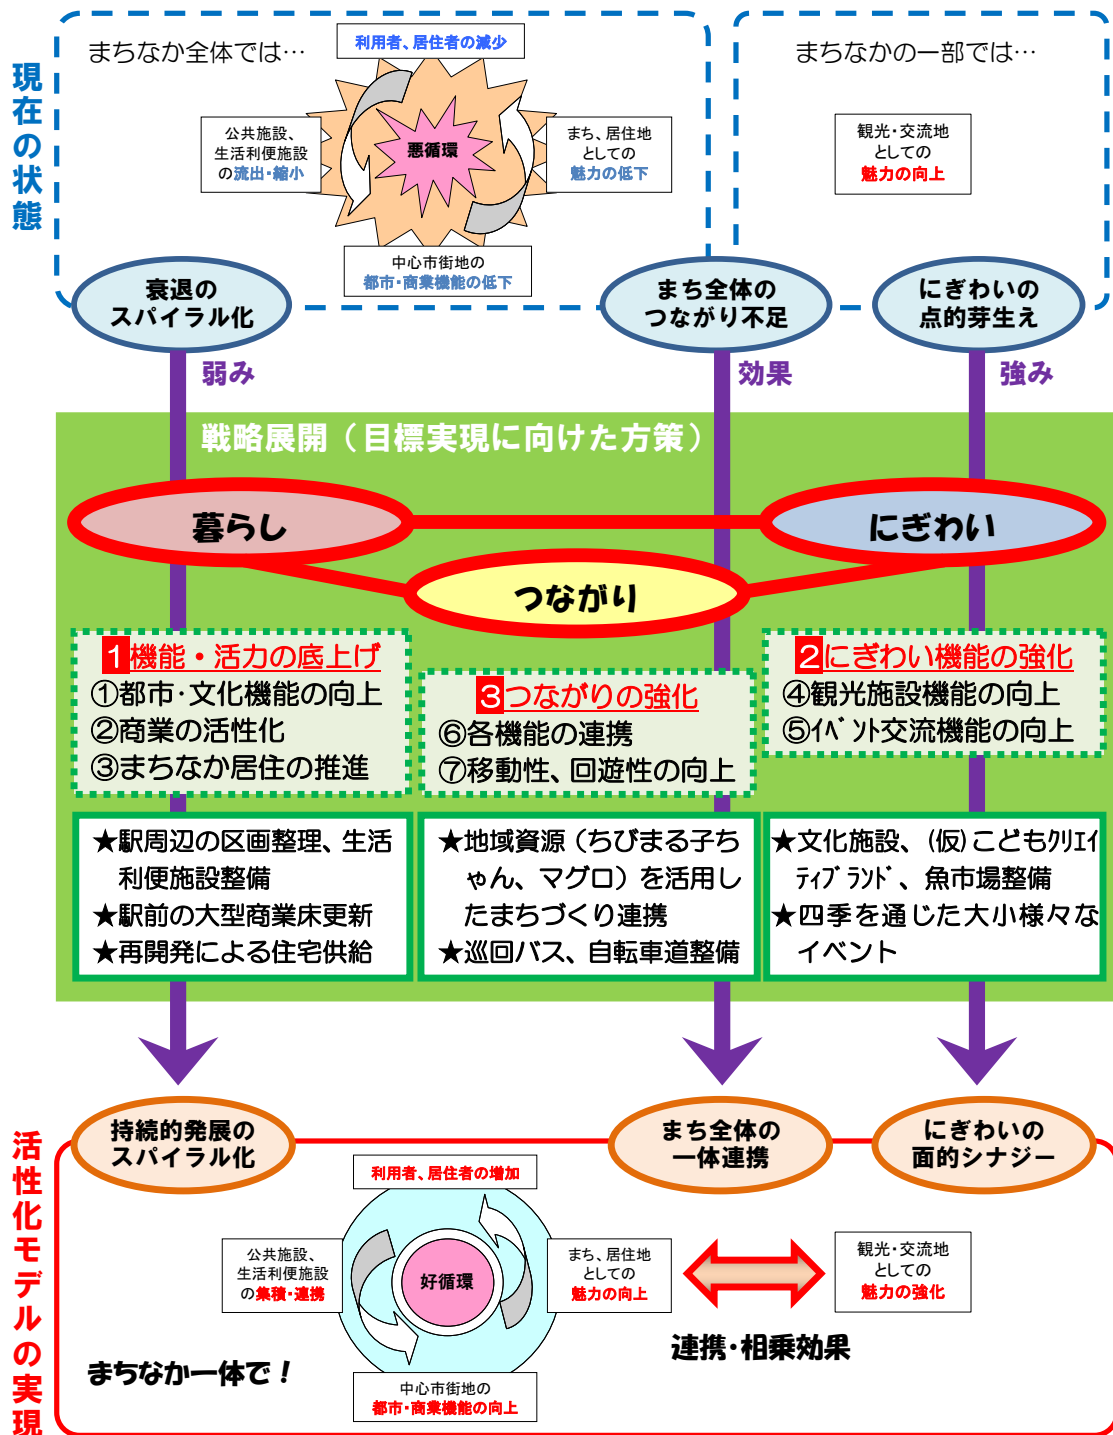 現在の状態
まちなか全体では…
利用者、居住者の減少
公共施設、
生活利便施設
の流出・縮小
悪循環
まち、居住地
としての
魅力の低下
中心市街地の
都市・商業機能の低下
まちなかの一部では…
観光・交流地
としての
魅力の向上
衰退の
スパイラル化
まち全体の
つながり不足
にぎわいの
点的芽生え
弱み
効果
強み
戦略展開（目標実現に向けた方策）
暮らし
にぎわい
つながり
1機能・活力の底上げ
①都市・文化機能の向上
②商業の活性化
③まちなか居住の推進
3つながりの強化
⑥各機能の連携
⑦移動性、回遊性の向上
2にぎわい機能の強化
④観光施設機能の向上
⑤ｲﾍﾞﾝﾄ交流機能の向上
★駅周辺の区画整理、生活
利便施設整備
★駅前の大型商業床更新
★再開発による住宅供給
★地域資源（ちびまる子ち
ゃん、マグロ）を活用し
たまちづくり連携
★巡回バス、自転車道整備
★文化施設、(仮)こどもｸﾘｴｲ
ﾃｨﾌﾞﾗﾝﾄﾞ、魚市場整備
★四季を通じた大小様々な
イベント
活性化モデルの実現
持続的発展の
スパイラル化
まち全体の
一体連携
にぎわいの
面的シナジー
利用者、居住者の増加
公共施設、
生活利便施設
の集積・連携
好循環
まち、居住地
としての
魅力の向上
観光・交流地
としての
魅力の強化
連携・相乗効果
まちなか一体で！
中心市街地の
都市・商業機能の向上